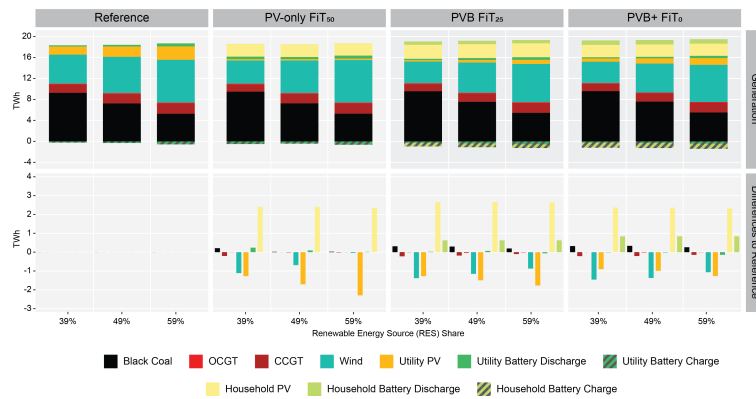 Reference
PV-only FiT₅₀
PVB FiT₂₅
PVB+ FiT₀
20
16
12
8
4
0
-4
TWh
Generation
4
3
2
1
0
-1
-2
-3
TWh
Differences to Reference
39% 49% 59% 39% 49% 59% 39% 49% 59% 39% 49% 59%
Renewable Energy Source (RES) Share
Black Coal OCGT CCGT Wind Utility PV Utility Battery Discharge Utility Battery Charge
Household PV Household Battery Discharge Household Battery Charge